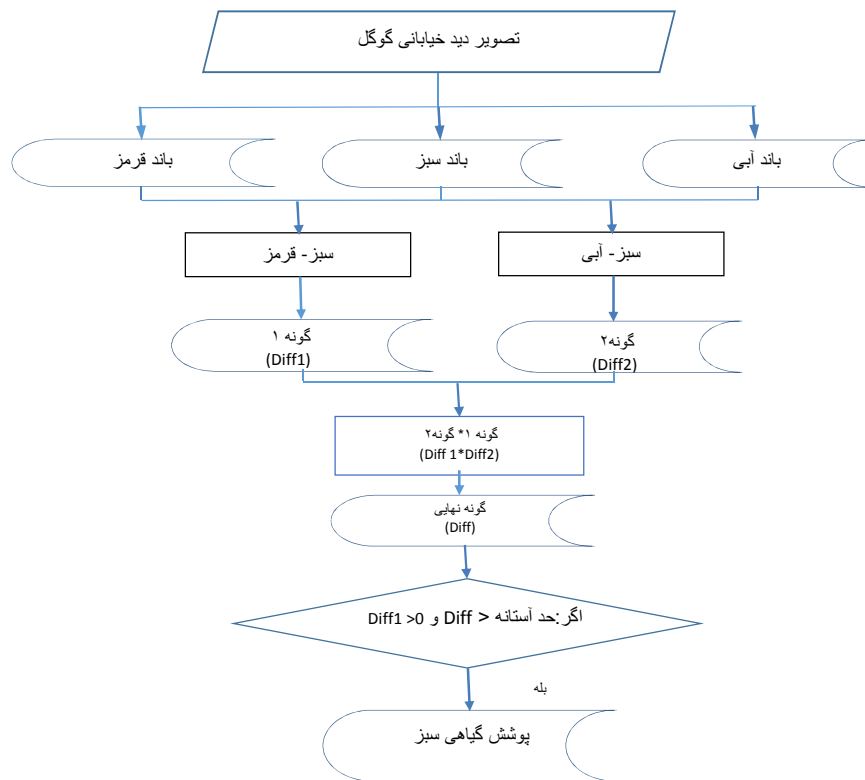 تصویر دید خیابانی گوگل
باند آبی
باند سبز
باند قرمز
سبز- آبی
سبز- قرمز
گونه ۱
(Diff1)
گونه۲
(Diff2)
گونه ۱* گونه۲
(Diff 1*Diff2)
گونه نهایی
(Diff)
اگر:حد آستانه < Diff و Diff1 >0
بله
پوشش گیاهی سبز